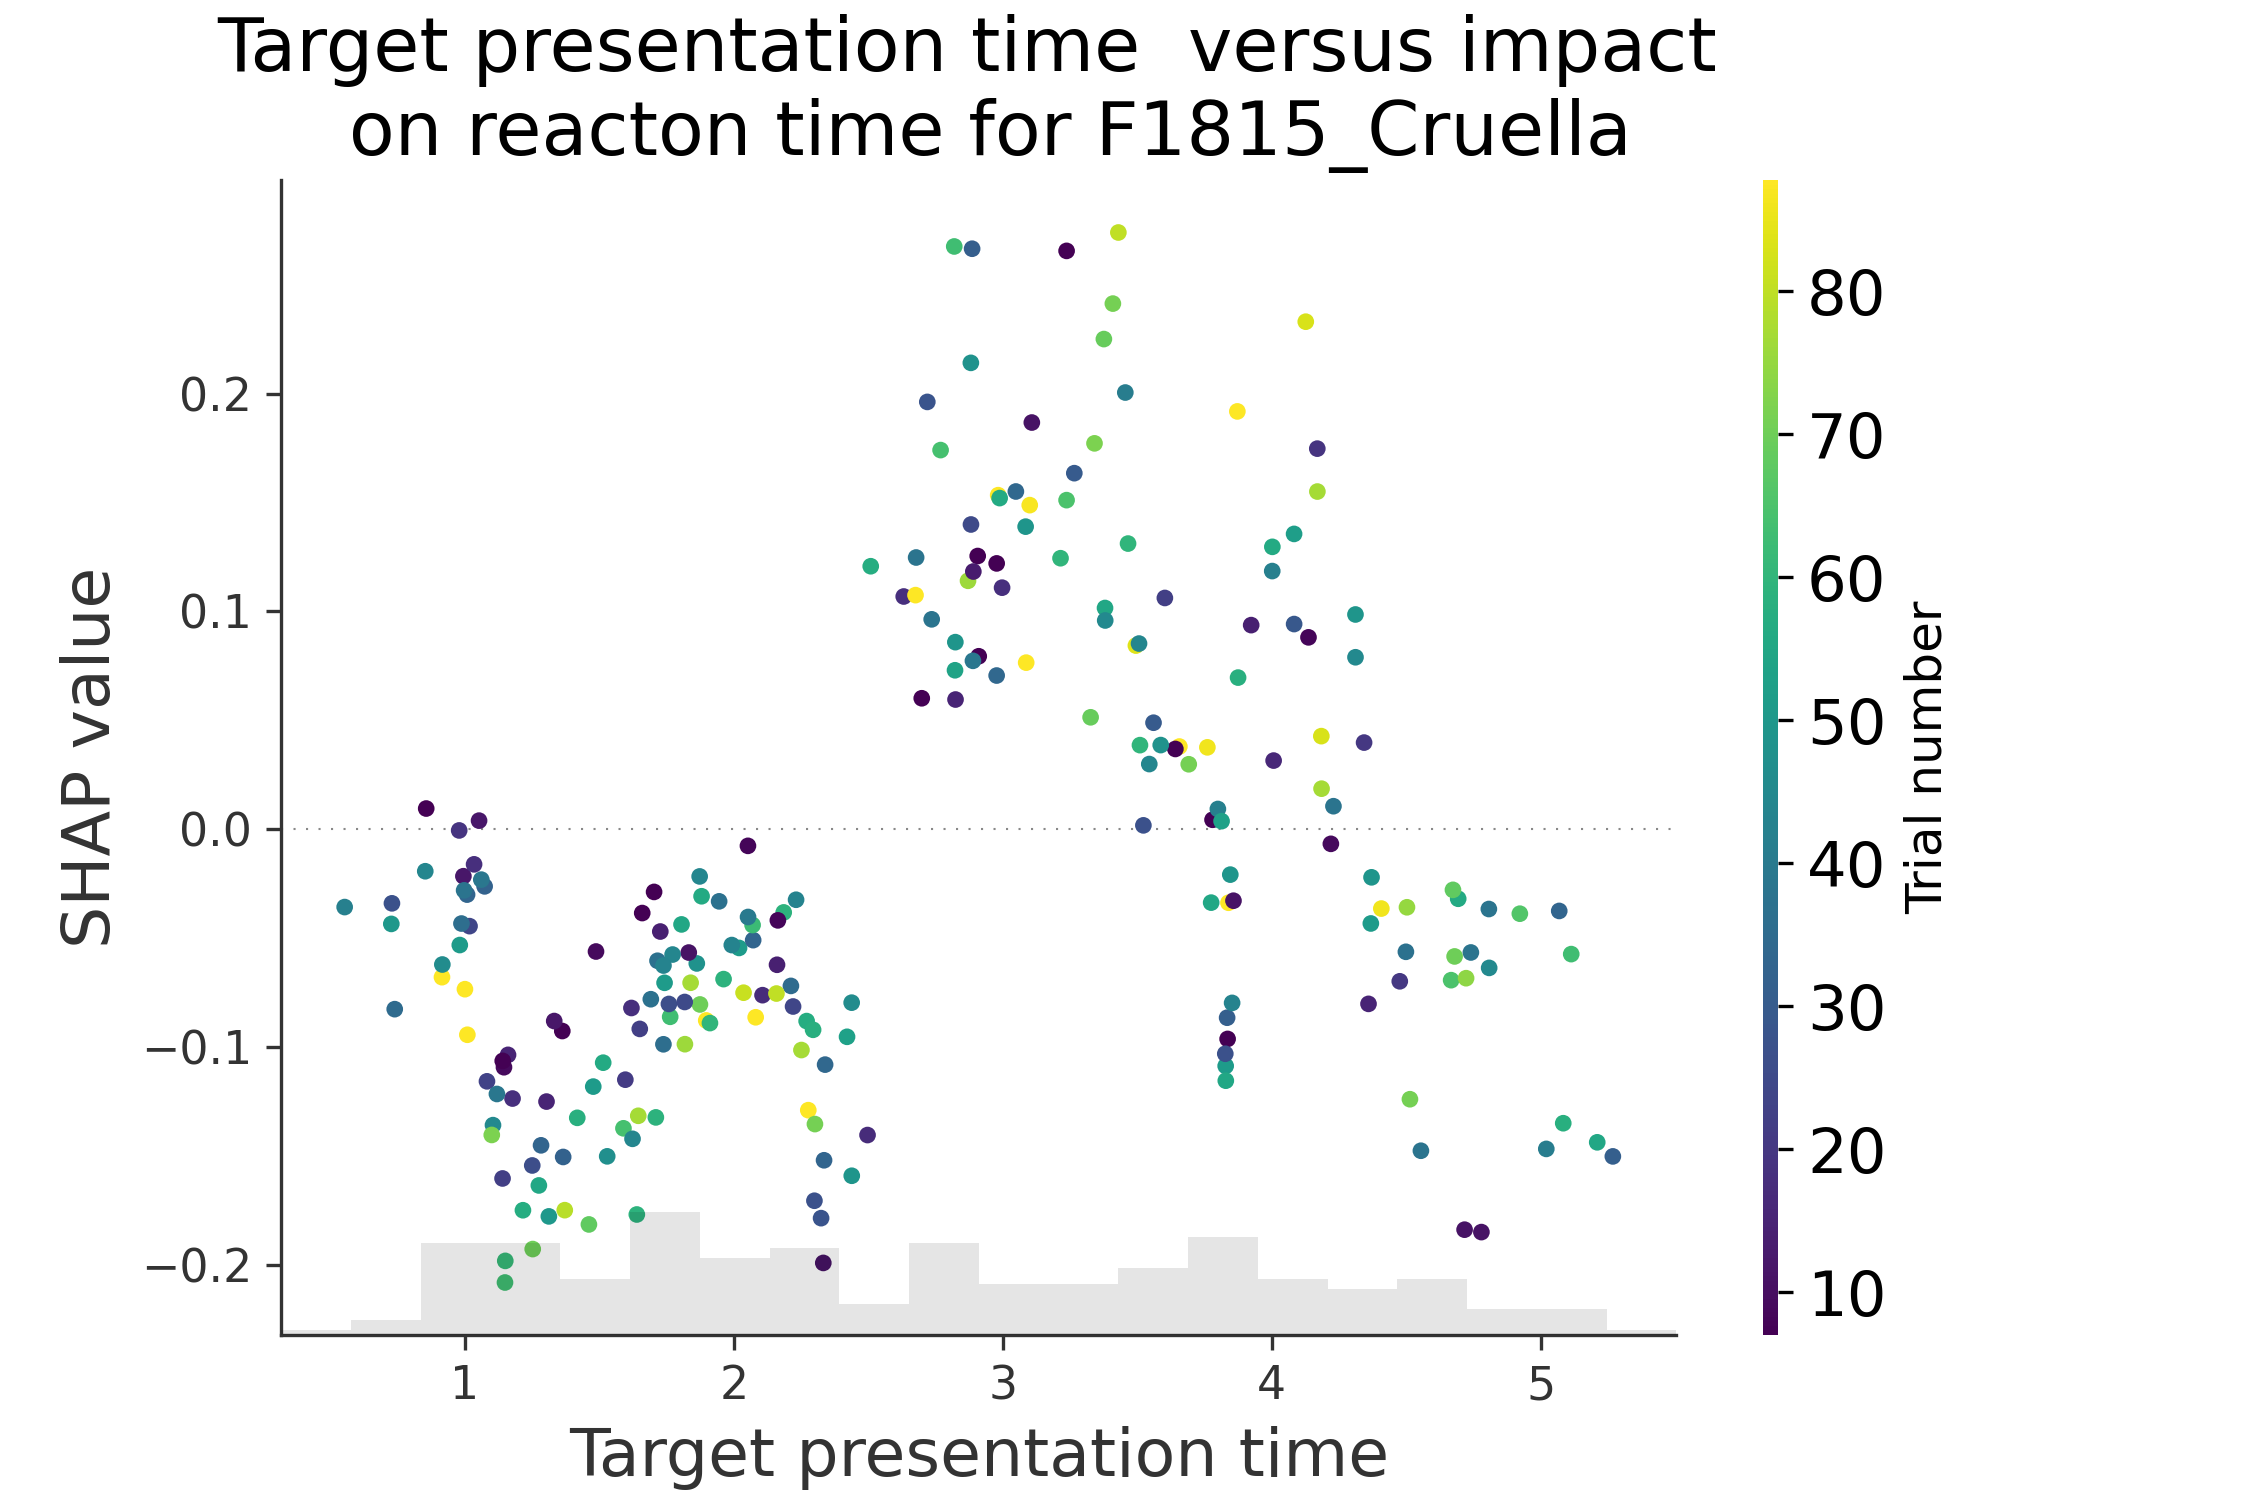 Target presentation time  versus impact
on reacton time for F1815_Cruella
SHAP value
0.2
0.1
0.0
−0.1
−0.2
1 2 3 4 5
Target presentation time
80
70
60
50
40
30
20
10
Trial number